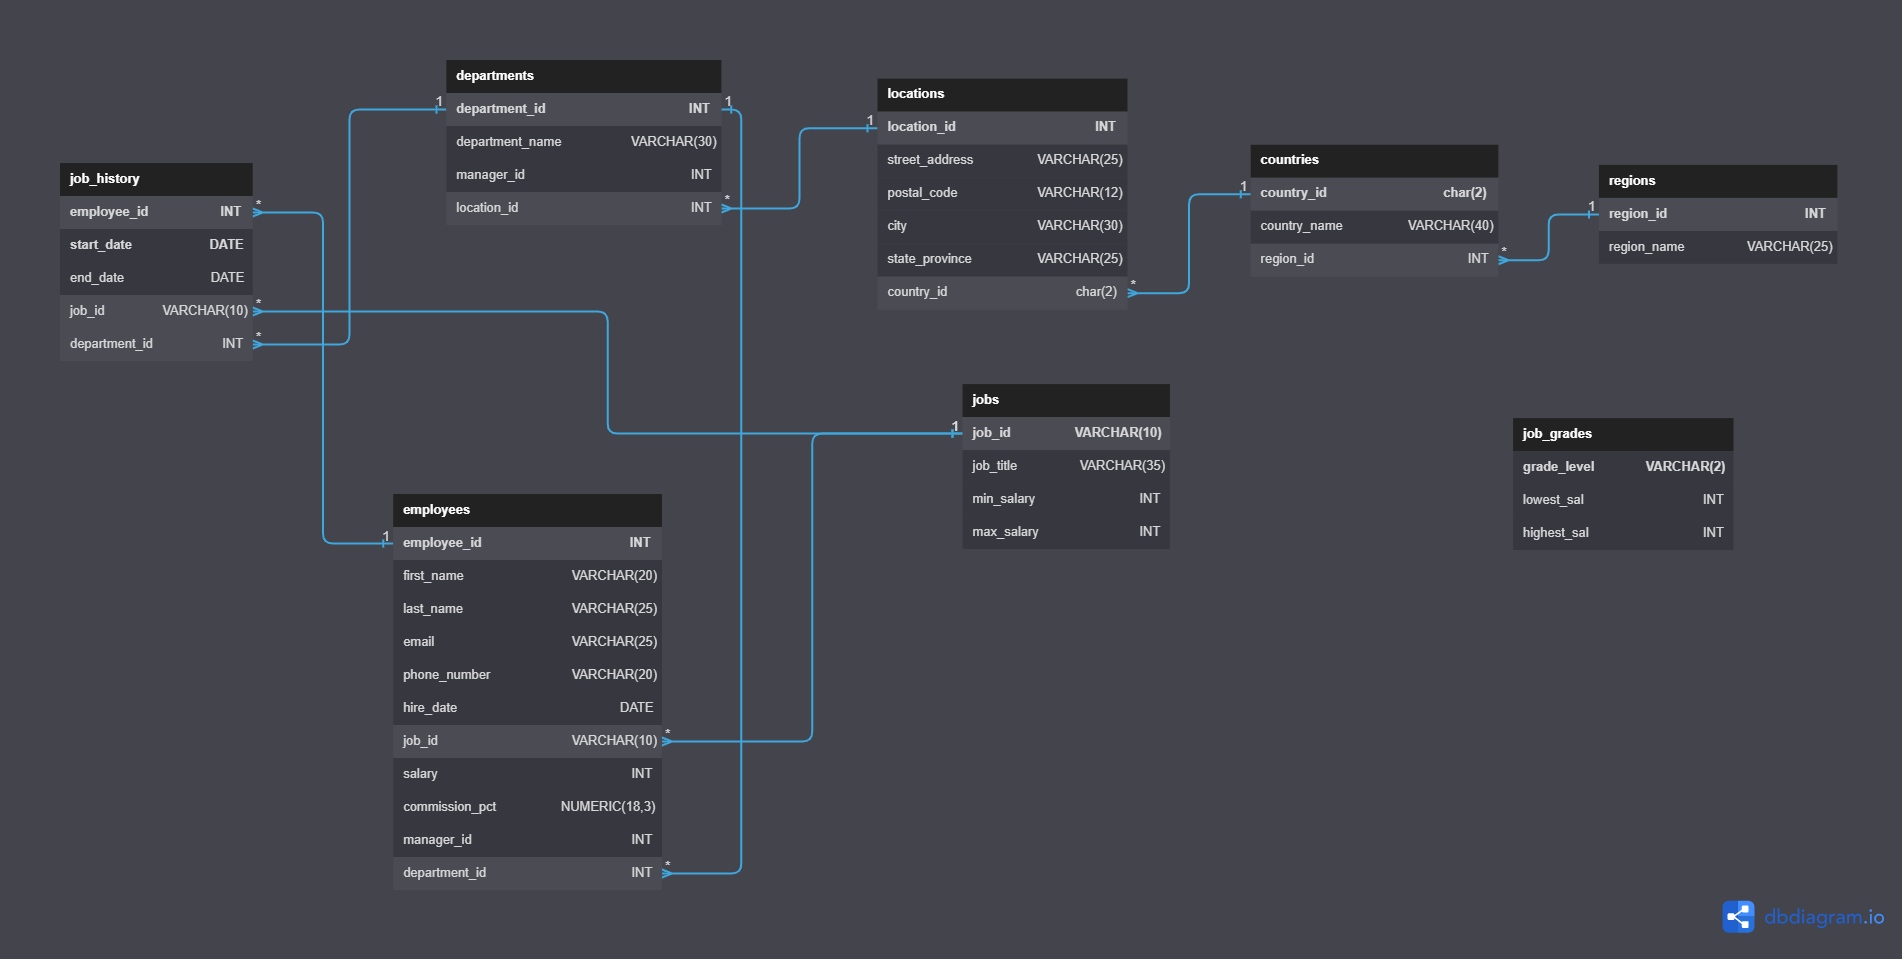 departments
1 department_id INT 1
department_name VARCHAR(30)
manager_id INT
location_id INT *
locations
1 location_id INT
street_address VARCHAR(25)
postal_code VARCHAR(12)
city VARCHAR(30)
state_province VARCHAR(25)
country_id char(2) *
countries
1 country_id char(2)
country_name VARCHAR(40)
region_id INT *
regions
1 region_id INT
region_name VARCHAR(25)
job_history
employee_id INT *
start_date DATE
end_date DATE
job_id VARCHAR(10) *
department_id INT *
jobs
1 job_id VARCHAR(10)
job_title VARCHAR(35)
min_salary INT
max_salary INT
job_grades
grade_level VARCHAR(2)
lowest_sal INT
highest_sal INT
employees
1 employee_id INT
first_name VARCHAR(20)
last_name VARCHAR(25)
email VARCHAR(25)
phone_number VARCHAR(20)
hire_date DATE
job_id VARCHAR(10) *
salary INT
commission_pct NUMERIC(18,3)
manager_id INT
department_id INT *
dbdiagram.io